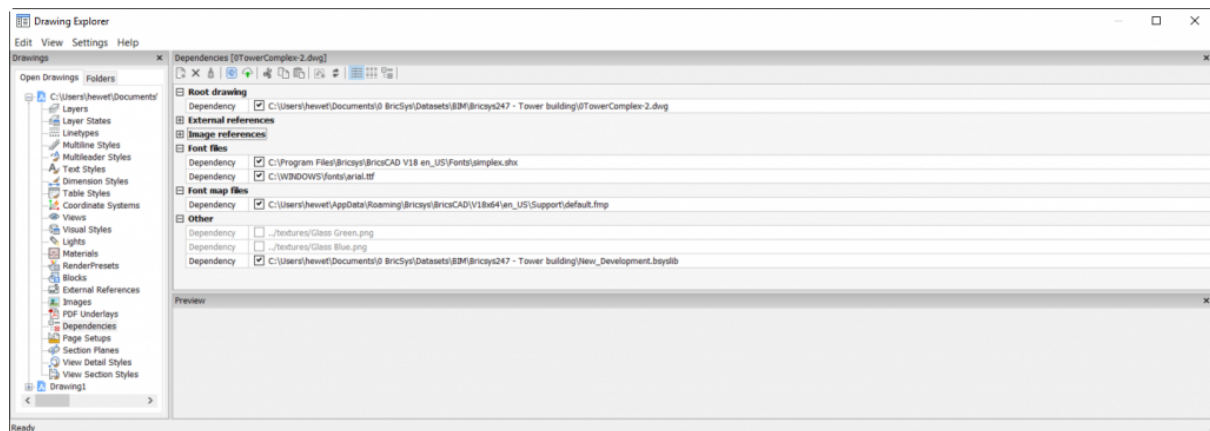 Drawing Explorer
Edit View Settings Help
Drawings
Open Drawings Folders
C:\Users\hewet\Documents'
Layers
Layer States
Linetypes
Multiline Styles
Multileader Styles
Text Styles
Dimension Styles
Table Styles
Coordinate Systems
Views
Visual Styles
Lights
Materials
RenderPresets
Blocks
External References
Images
PDF Underlays
Dependencies
Page Setups
Section Planes
View Detail Styles
View Section Styles
Drawing1
Dependencies [0TowerComplex-2.dwg]
Root drawing
Dependency C:\Users\hewet\Documents\0 BricSys\Datasets\BIM\Bricsys247 - Tower building\0TowerComplex-2.dwg
External references
Image references
Font files
Dependency C:\Program Files\Bricsys\BricsCAD V18 en_US\Fonts\simplex.shx
Dependency C:\WINDOWS\fonts\arial.ttf
Font map files
Dependency C:\Users\hewet\AppData\Roaming\Bricsys\BricsCAD\V18x64\en_US\Support\default.fmp
Other
Dependency ../textures/Glass Green.png
Dependency ../textures/Glass Blue.png
Dependency C:\Users\hewet\Documents\0 BricSys\Datasets\BIM\Bricsys247 - Tower building\New_Development.bsyslib
Preview
Ready